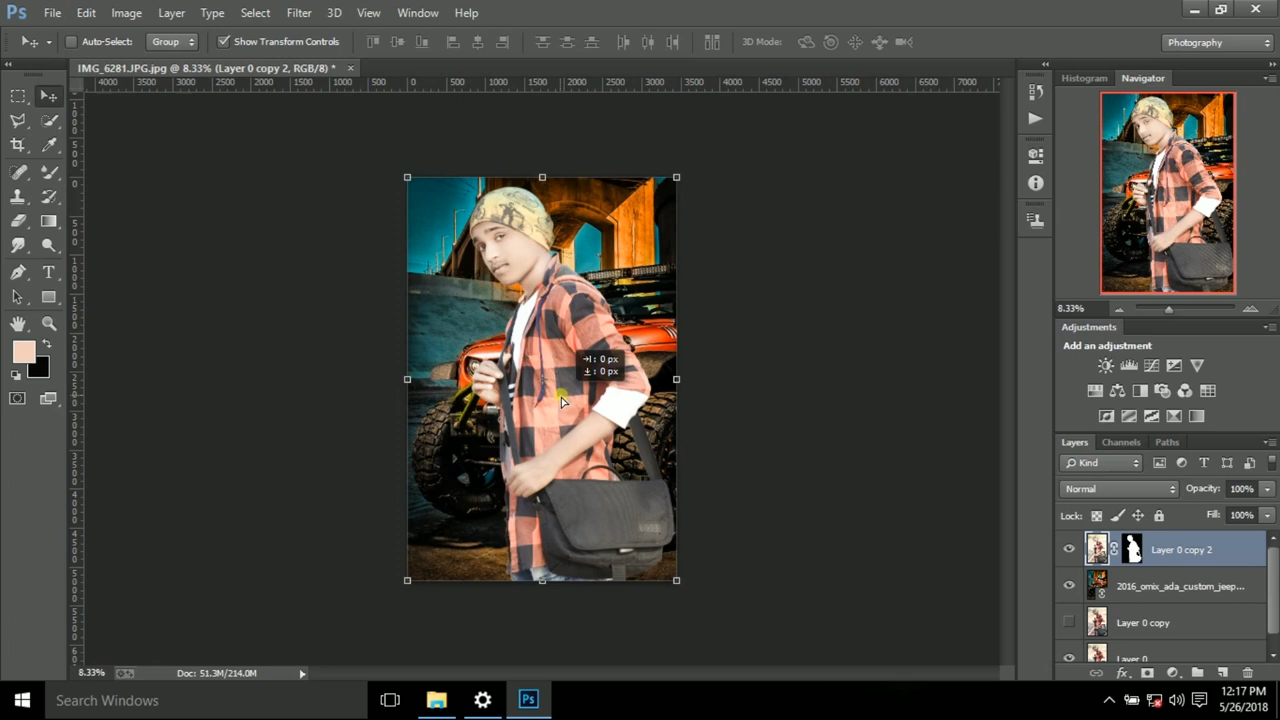 Ps File Edit Image Layer Type Select Filter 3D View Window Help
Auto-Select: Group Show Transform Controls 3D Mode: Photography
IMG_6281.JPG.jpg @ 8.33% (Layer 0 copy 2, RGB/8) * ×
4000 3500 3000 2500 2000 1500 1000 500 0 500 1000 1500 2000 2500 3000 3500 4000 4500 5000 5500 6000 6500 7000
Histogram Navigator
8.33%
Adjustments
Add an adjustment
→: 0 px
↓: 0 px
Layers Channels Paths
Kind
Normal Opacity: 100%
Lock: Fill: 100%
Layer 0 copy 2
2016_omix_ada_custom_jeep...
Layer 0 copy
Layer 0
8.33% Doc: 51.3M/214.0M
Search Windows Ps 12:17 PM
5/26/2018